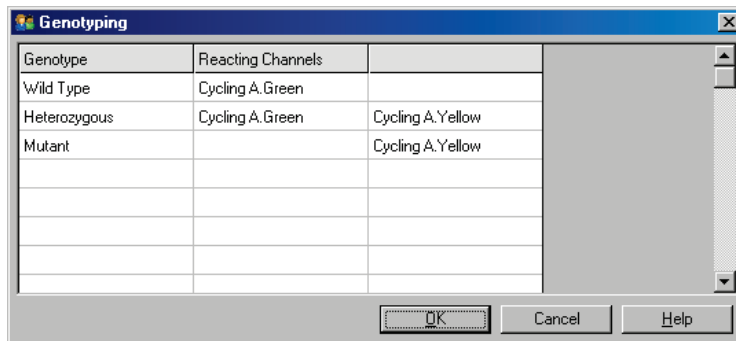 Genotyping
Genotype Reacting Channels
Wild Type Cycling A.Green
Heterozygous Cycling A.Green Cycling A.Yellow
Mutant Cycling A.Yellow
OK Cancel Help